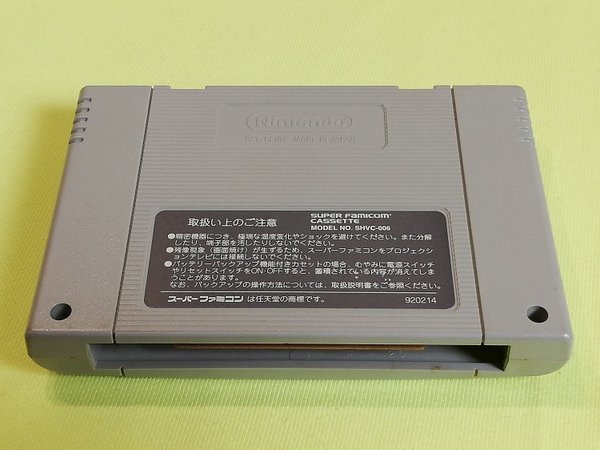 Nintendo
PAT. PEND. MADE IN JAPAN
取扱い上のご注意
SUPER FAMICOM
CASSETTE
MODEL NO. SHVC-006
●精密機器につき、極端な温度変化やショックを避けてください。また分解
したり、端子部を汚したりしないでください。
●残像現象（画面焼け）が生ずるため、スーパーファミコンをプロジェクシ
ョンテレビには接続しないでください。
●バッテリーバックアップ機能付きカセットの場合、むやみに電源スイッチ
やリセットスイッチをON・OFFすると、蓄積されている内容が消えてしま
うことがあります。
なお、バックアップの操作方法については、取扱説明書をご参照ください。
スーパーファミコン は任天堂の商標です。
920214